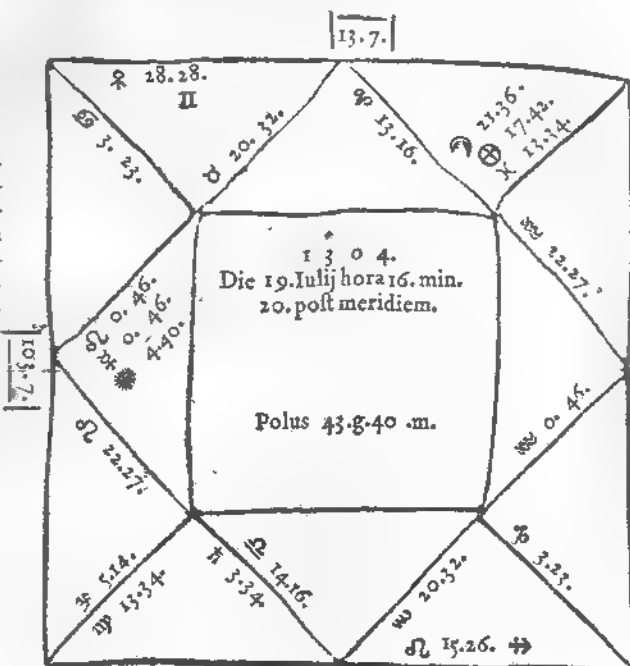 13.7.
♀ 28.28.
♊
♋ 3. 23.
♉ 20. 32.
13.16.
☽ 21.36.
⊗ 17.42.
♓ 13.34.
♒ 22.27.
1 3 0 4.
Die 19.Iulij hora 16. min.
20. post meridiem.
Polus 43.g.40 .m.
♌ 0. 46.
0. 46.
4.40.
103.7.
♌ 22.27.
5.14.
♍ 13.34.
♄ 3.34.
♎ 14.16.
20.32.
♌ 15.26. ♐
♑ 3.23.
♒ 0. 46.